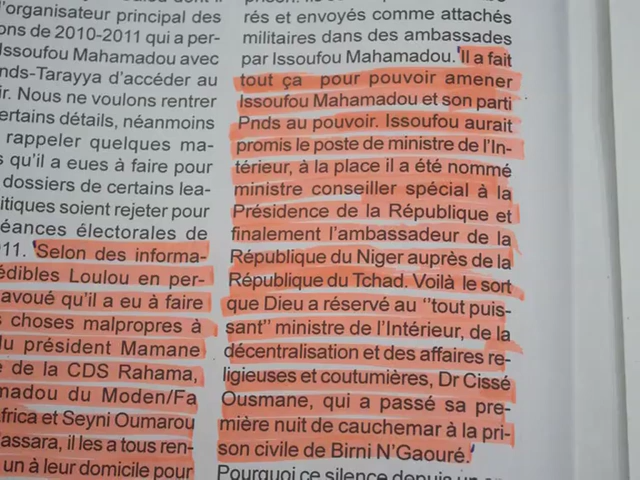 l'organisateur principal des
ons de 2010-2011 qui a per-
Issoufou Mahamadou avec
nds-Tarayya d'accéder au
ir. Nous ne voulons rentrer
ertains détails, néanmoins
rappeler quelques ma-
s qu'il a eues à faire pour
dossiers de certains lea-
itiques soient rejeter pour
éances électorales de
11. 'Selon des informa-
édibles Loulou en per-
avoué qu'il a eu à faire
s choses malpropres à
du président Mamane
e de la CDS Rahama,
madou du Moden/Fa
frica et Seyni Oumarou
assara, il les a tous ren-
un à leur domicile pour
rés et envoyés comme attachés
militaires dans des ambassades
par Issoufou Mahamadou. 'Il a fait
tout ça pour pouvoir amener
Issoufou Mahamadou et son parti
Pnds au pouvoir. Issoufou aurait
promis le poste de ministre de l'In-
térieur, à la place il a été nommé
ministre conseiller spécial à la
Présidence de la République et
finalement l'ambassadeur de la
République du Niger auprès de la
République du Tchad. Voilà le sort
que Dieu a réservé au ''tout puis-
sant'' ministre de l'Intérieur, de la
décentralisation et des affaires re-
ligieuses et coutumières, Dr Cissé
Ousmane, qui a passé sa pre-
mière nuit de cauchemar à la pri-
son civile de Birni N'Gaouré.'
Pourquoi ce silence depuis un